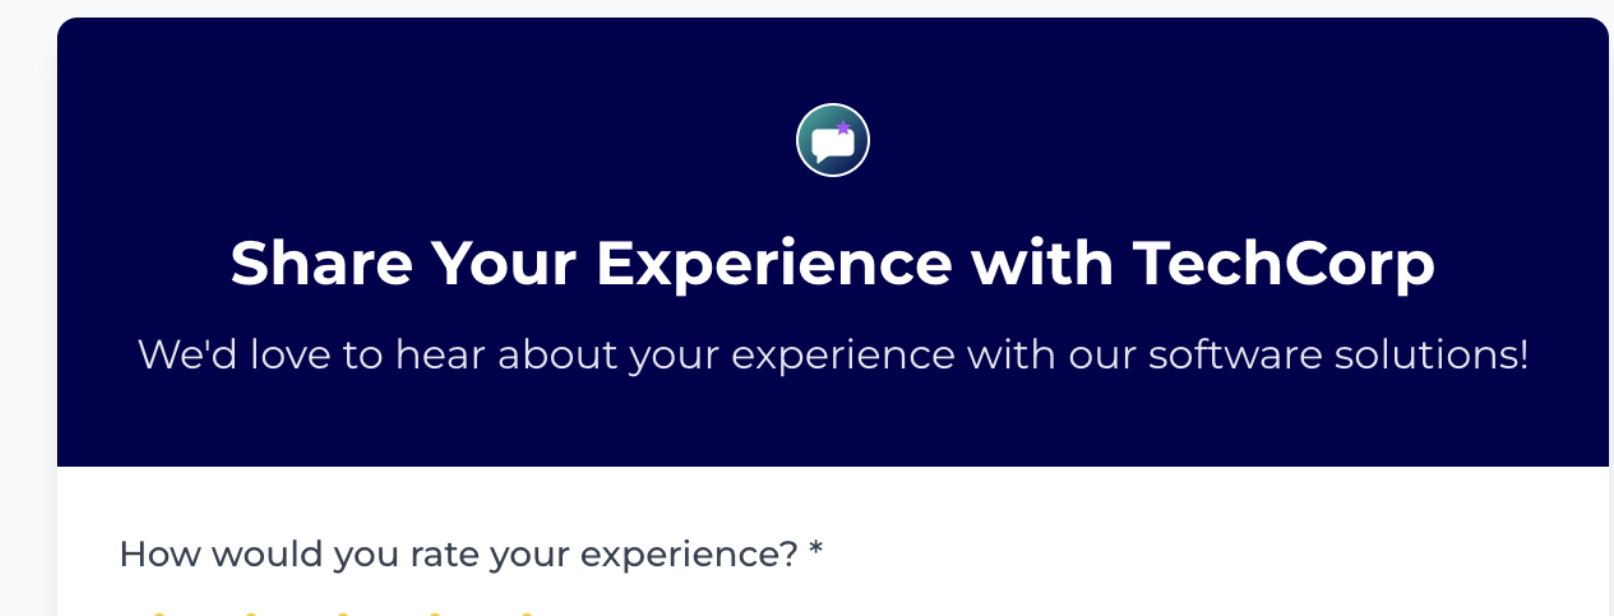 Share Your Experience with TechCorp
We'd love to hear about your experience with our software solutions!
How would you rate your experience? *